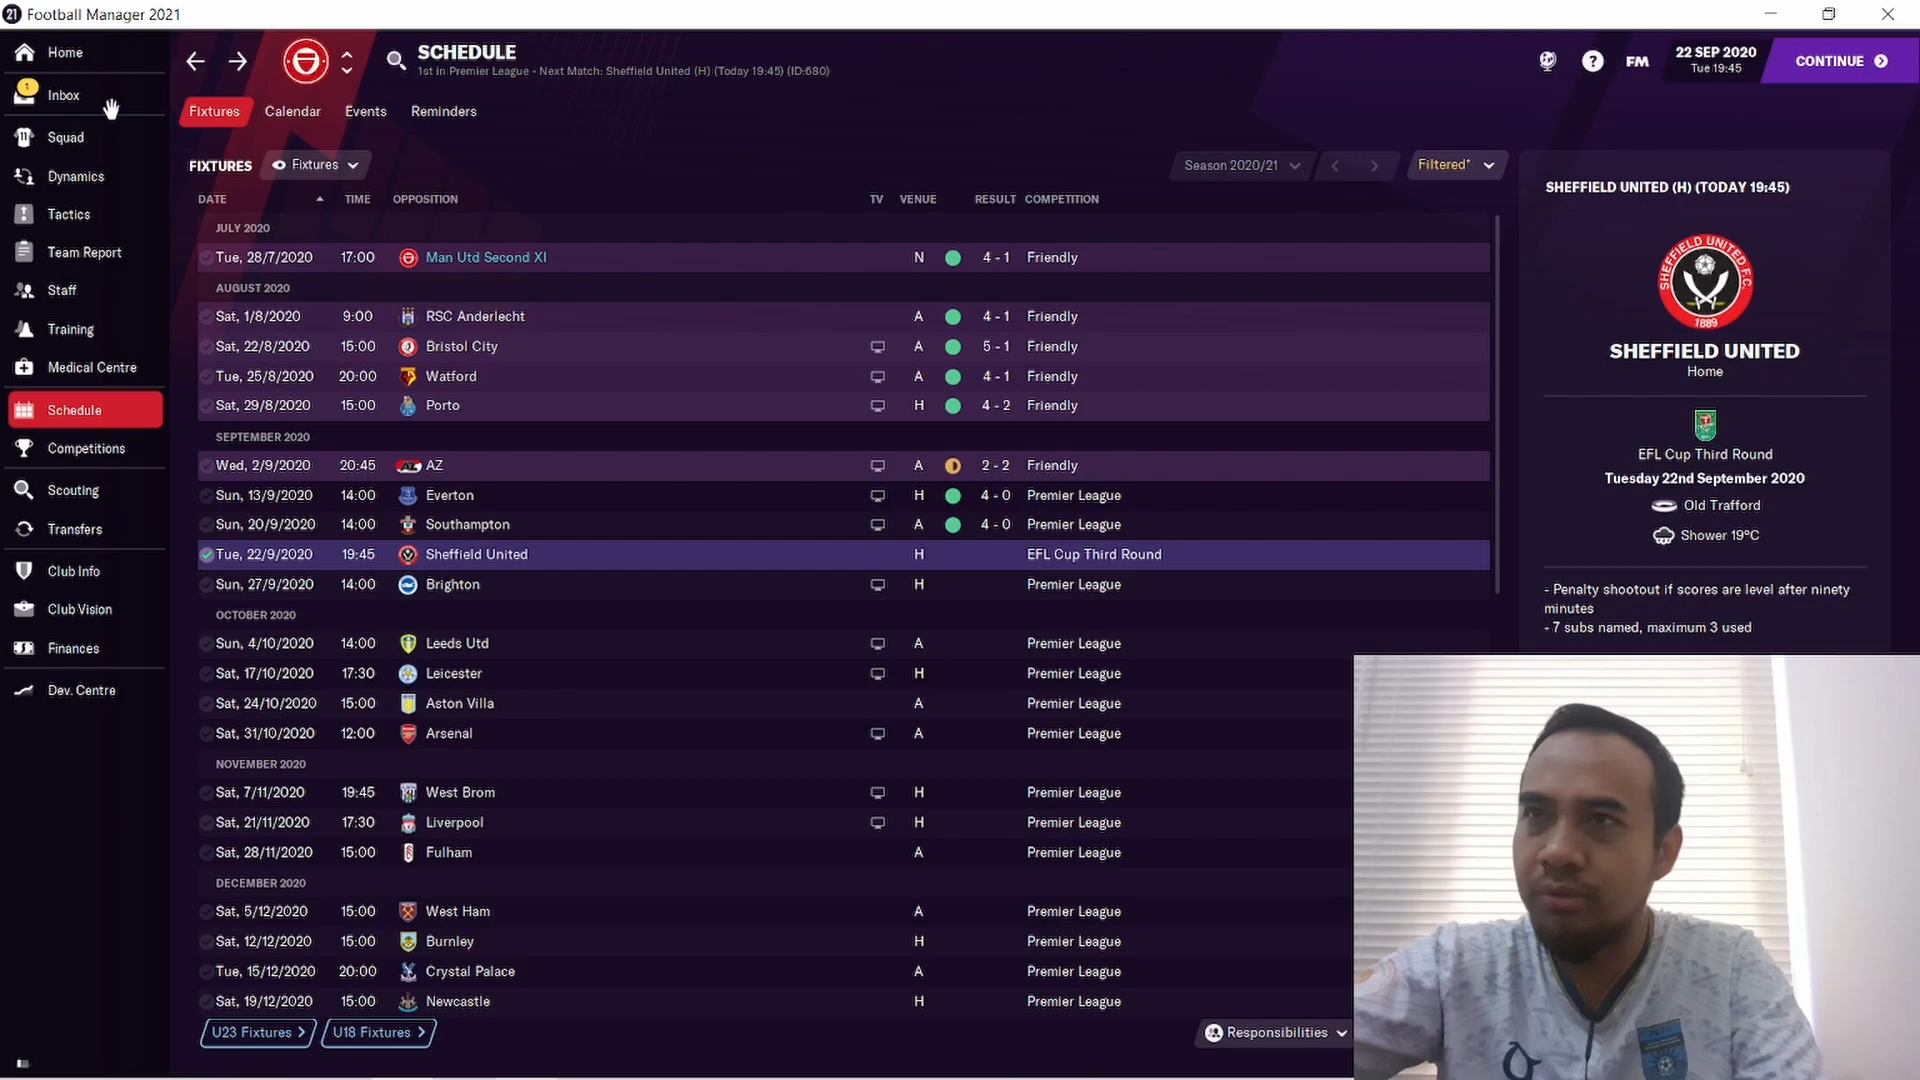 21 Football Manager 2021
Home
1
Inbox
Squad
Dynamics
Tactics
Team Report
Staff
Training
Medical Centre
Schedule
Competitions
Scouting
Transfers
Club Info
Club Vision
Finances
Dev. Centre
SCHEDULE
1st in Premier League - Next Match: Sheffield United (H) (Today 19:45) (ID:680)
? FM
22 SEP 2020
Tue 19:45
CONTINUE
Fixtures Calendar Events Reminders
FIXTURES Fixtures
Season 2020/21 Filtered*
DATE TIME OPPOSITION TV VENUE RESULT COMPETITION
JULY 2020
Tue, 28/7/2020 17:00 Man Utd Second XI N 4 - 1 Friendly
AUGUST 2020
Sat, 1/8/2020 9:00 RSC Anderlecht A 4 - 1 Friendly
Sat, 22/8/2020 15:00 Bristol City A 5 - 1 Friendly
Tue, 25/8/2020 20:00 Watford A 4 - 1 Friendly
Sat, 29/8/2020 15:00 Porto H 4 - 2 Friendly
SEPTEMBER 2020
Wed, 2/9/2020 20:45 AZ A 2 - 2 Friendly
Sun, 13/9/2020 14:00 Everton H 4 - 0 Premier League
Sun, 20/9/2020 14:00 Southampton A 4 - 0 Premier League
Tue, 22/9/2020 19:45 Sheffield United H EFL Cup Third Round
Sun, 27/9/2020 14:00 Brighton H Premier League
OCTOBER 2020
Sun, 4/10/2020 14:00 Leeds Utd A Premier League
Sat, 17/10/2020 17:30 Leicester H Premier League
Sat, 24/10/2020 15:00 Aston Villa A Premier League
Sat, 31/10/2020 12:00 Arsenal A Premier League
NOVEMBER 2020
Sat, 7/11/2020 19:45 West Brom H Premier League
Sat, 21/11/2020 17:30 Liverpool H Premier League
Sat, 28/11/2020 15:00 Fulham A Premier League
DECEMBER 2020
Sat, 5/12/2020 15:00 West Ham A Premier League
Sat, 12/12/2020 15:00 Burnley H Premier League
Tue, 15/12/2020 20:00 Crystal Palace A Premier League
Sat, 19/12/2020 15:00 Newcastle H Premier League
U23 Fixtures U18 Fixtures
Responsibilities
SHEFFIELD UNITED (H) (TODAY 19:45)
SHEFFIELD UNITED F.C.
1889
SHEFFIELD UNITED
Home
EFL Cup Third Round
Tuesday 22nd September 2020
Old Trafford
Shower 19°C
- Penalty shootout if scores are level after ninety
minutes
- 7 subs named, maximum 3 used